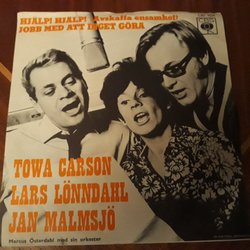 HJÄLP! HJÄLP! (Avskaffa ensamhet)
JOBB MED ATT INGET GÖRA
CBS
TOWA CARSON
LARS LÖNNDAHL
JAN MALMSJÖ
Marcus Österdahl med sin orkester